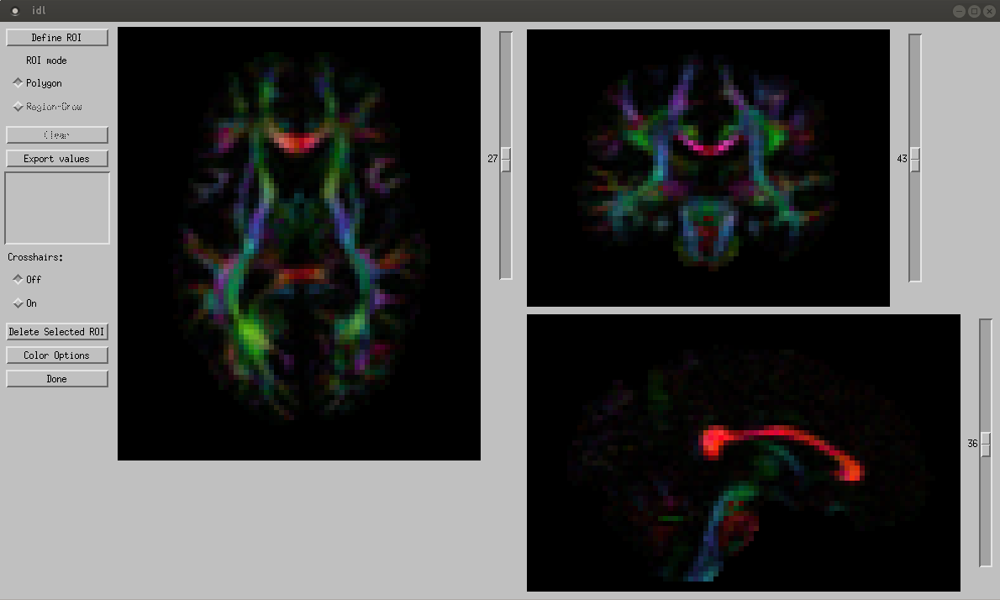 idl
Define ROI
ROI mode
Polygon
Region-Grow
Clear
Export values
Crosshairs:
Off
On
Delete Selected ROI
Color Options
Done
27
43
36